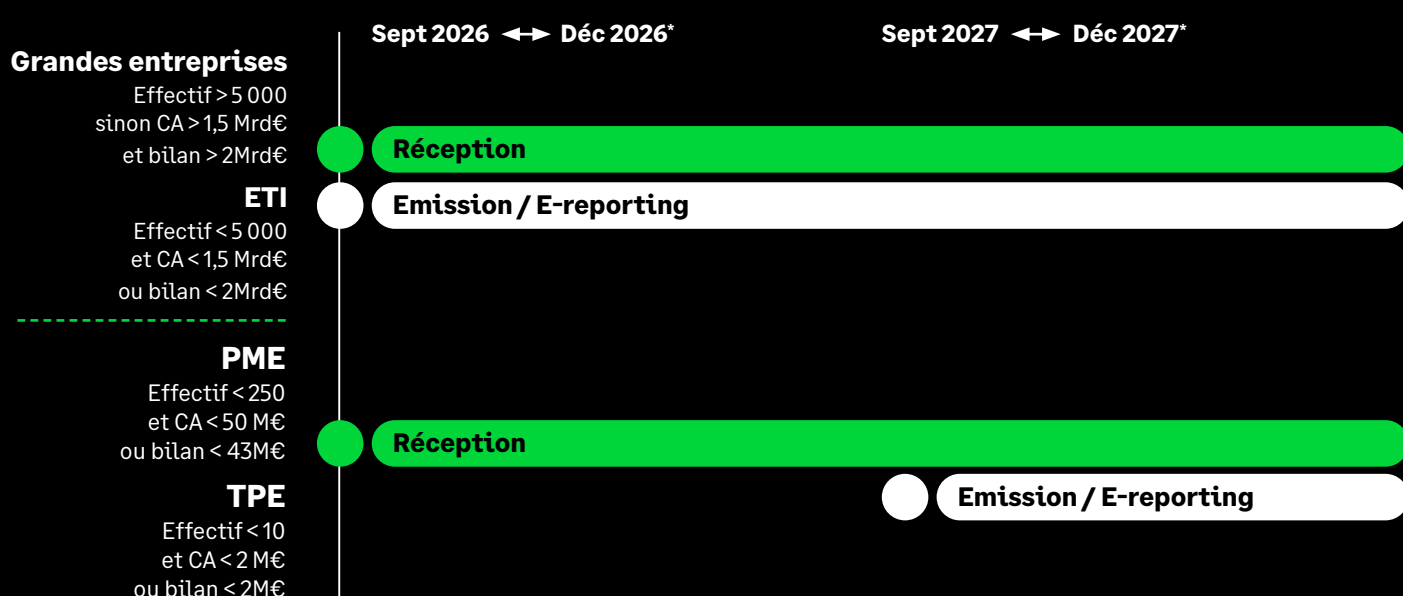 Sept 2026 ↔ Déc 2026*
Sept 2027 ↔ Déc 2027*
Grandes entreprises
Effectif > 5 000
sinon CA > 1,5 Mrd€
et bilan > 2Mrd€
Réception
ETI
Effectif < 5 000
et CA < 1,5 Mrd€
ou bilan < 2Mrd€
Emission / E-reporting
PME
Effectif < 250
et CA < 50 M€
ou bilan < 43M€
Réception
TPE
Effectif < 10
et CA < 2 M€
ou bilan < 2M€
Emission / E-reporting